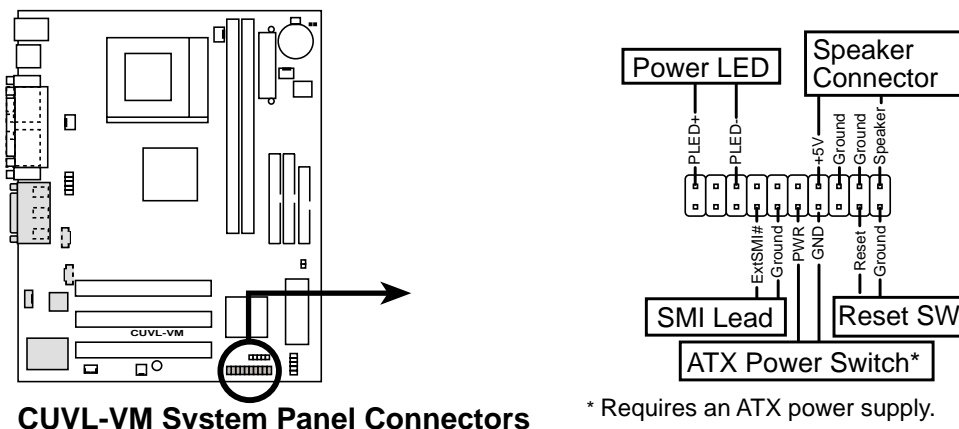 Power LED
Speaker
Connector
PLED+
PLED-
+5V
Ground
Ground
Speaker
ExtSMI#
Ground
PWR
GND
Reset
Ground
SMI Lead
Reset SW
ATX Power Switch*
* Requires an ATX power supply.
CUVL-VM
CUVL-VM System Panel Connectors